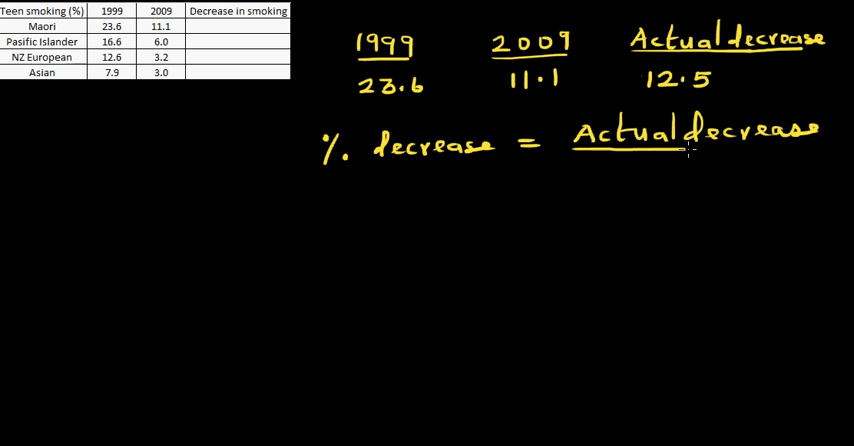 Teen smoking (%) 1999 2009 Decrease in smoking
Maori 23.6 11.1
Pasific Islander 16.6 6.0
NZ European 12.6 3.2
Asian 7.9 3.0
1999 2009 Actual decrease
23.6 11.1 12.5
%. decrease = Actual decrease